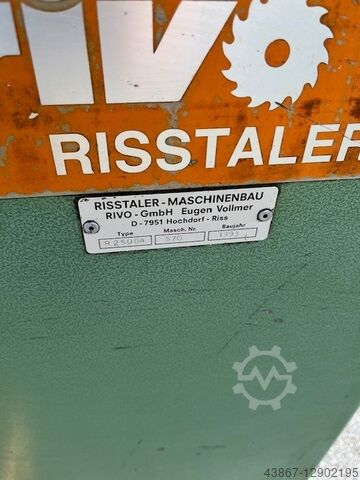 rivo
RISSTALER
RISSTALER - MASCHINENBAU
RIVO - GmbH Eugen Vollmer
D - 7951 Hochdorf - Riss
Type Masch. Nr. Baujahr
570 1993
43867-12902195